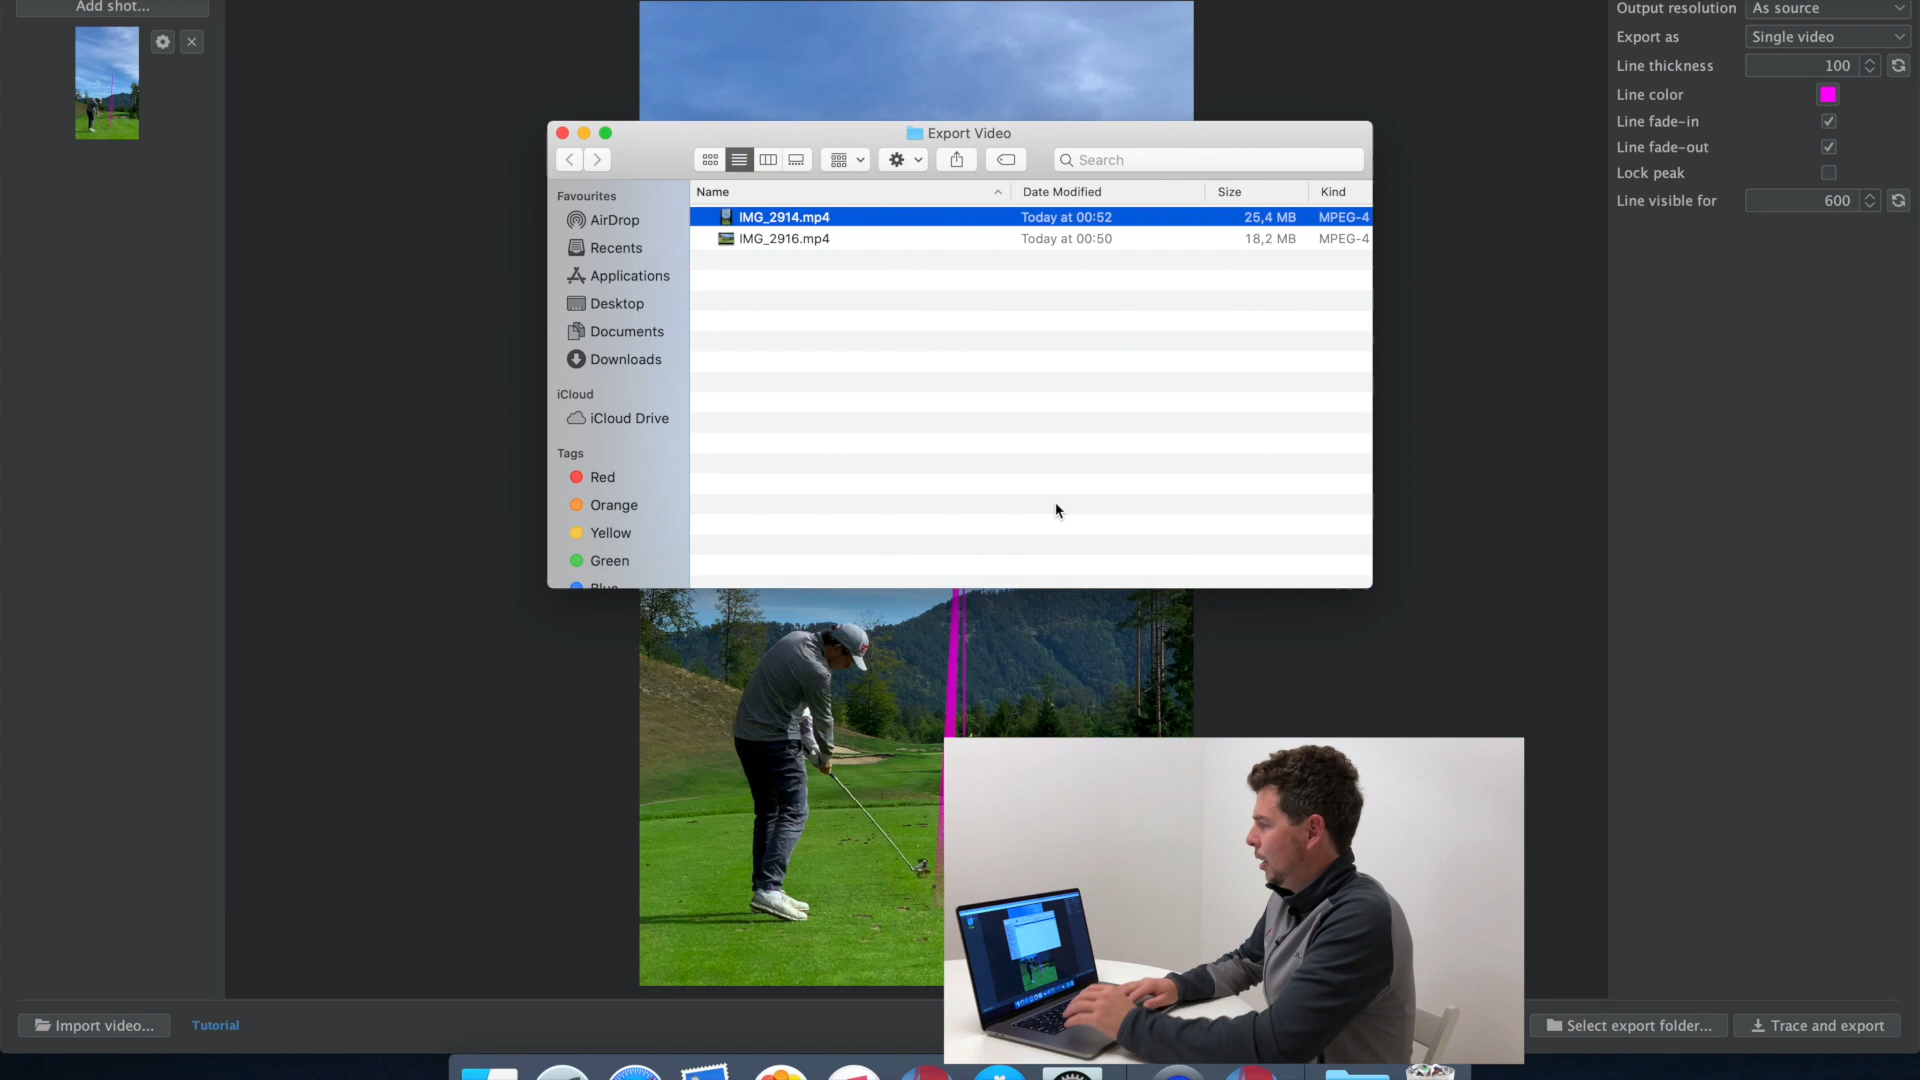 Add shot...
Output resolution As source
Export as Single video
Line thickness 100
Line color
Line fade-in
Line fade-out
Lock peak
Line visible for 600
Export Video
Search
Favourites
AirDrop
Recents
Applications
Desktop
Documents
Downloads
iCloud
iCloud Drive
Tags
Red
Orange
Yellow
Green
Blue
Name Date Modified Size Kind
IMG_2914.mp4 Today at 00:52 25,4 MB MPEG-4
IMG_2916.mp4 Today at 00:50 18,2 MB MPEG-4
Import video... Tutorial
Select export folder... Trace and export